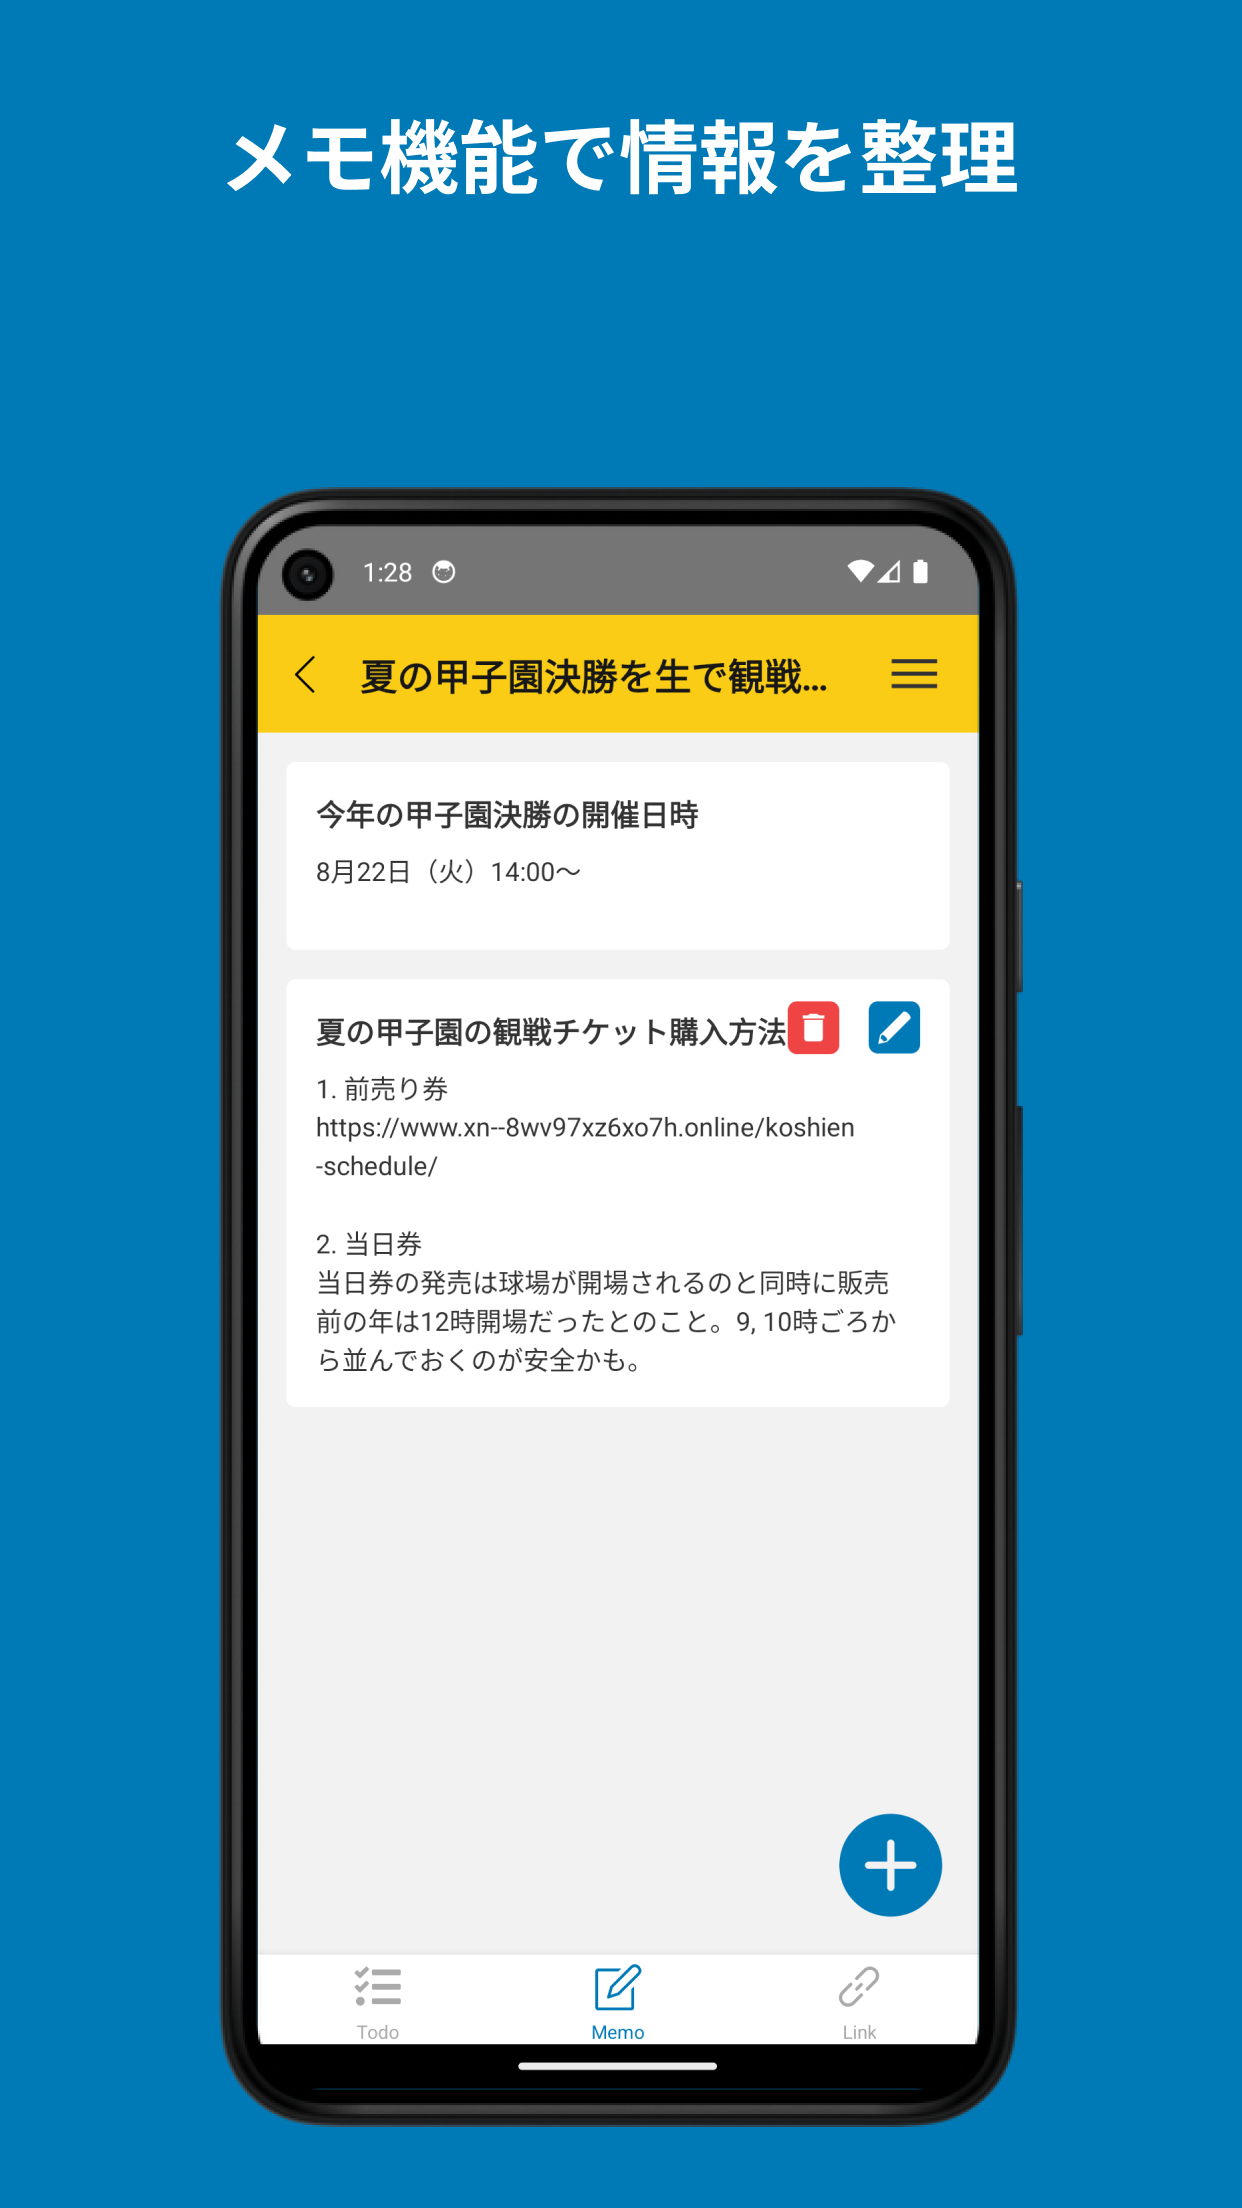 メモ機能で情報を整理
1:28
夏の甲子園決勝を生で観戦...
今年の甲子園決勝の開催日時
8月22日（火）14:00〜
夏の甲子園の観戦チケット購入方法
1. 前売り券
https://www.xn--8wv97xz6xo7h.online/koshien
-schedule/
2. 当日券
当日券の発売は球場が開場されるのと同時に販売
前の年は12時開場だったとのこと。9, 10時ごろか
ら並んでおくのが安全かも。
Todo
Memo
Link